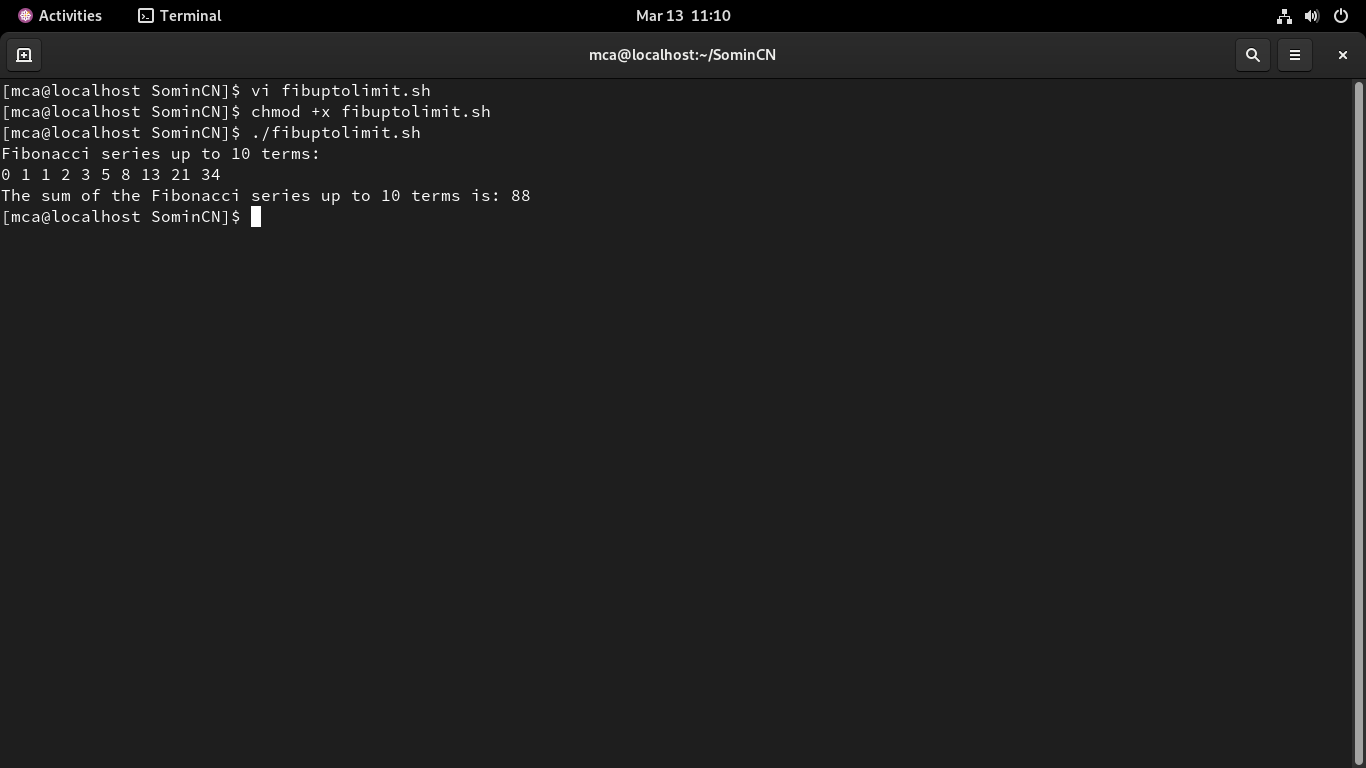 Activities Terminal Mar 13 11:10
mca@localhost:~/SominCN
[mca@localhost SominCN]$ vi fibuptolimit.sh
[mca@localhost SominCN]$ chmod +x fibuptolimit.sh
[mca@localhost SominCN]$ ./fibuptolimit.sh
Fibonacci series up to 10 terms:
0 1 1 2 3 5 8 13 21 34
The sum of the Fibonacci series up to 10 terms is: 88
[mca@localhost SominCN]$